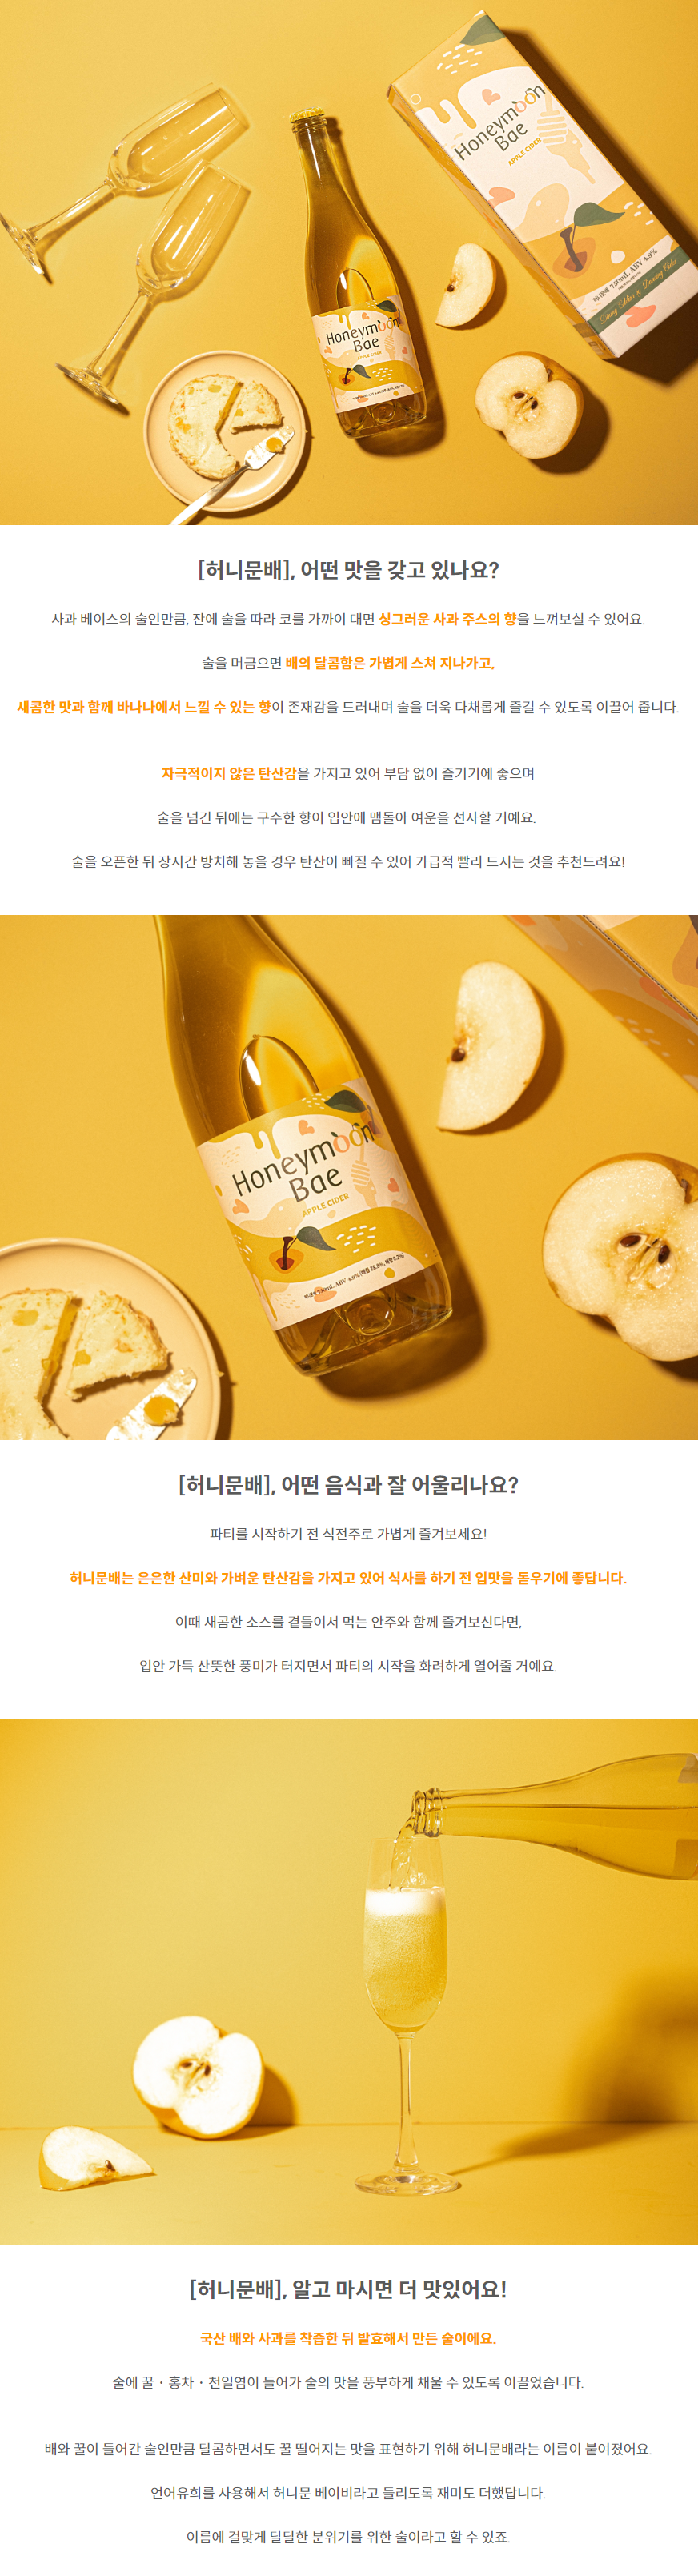 Honeymoon
Bae
APPLE CIDER
Honeymoon
Bae
APPLE CIDER
[허니문배], 어떤 맛을 갖고 있나요?
사과 베이스의 술인만큼, 잔에 술을 따라 코를 가까이 대면 싱그러운 사과 주스의 향을 느껴보실 수 있어요.
술을 머금으면 배의 달콤함은 가볍게 스쳐 지나가고,
새콤한 맛과 함께 바나나에서 느낄 수 있는 향이 존재감을 드러내며 술을 더욱 다채롭게 즐길 수 있도록 이끌어 줍니다.
자극적이지 않은 탄산감을 가지고 있어 부담 없이 즐기기에 좋으며
술을 넘긴 뒤에는 구수한 향이 입안에 맴돌아 여운을 선사할 거예요.
술을 오픈한 뒤 장시간 방치해 놓을 경우 탄산이 빠질 수 있어 가급적 빨리 드시는 것을 추천드려요!
Honeymoon
Bae
APPLE CIDER
[허니문배], 어떤 음식과 잘 어울리나요?
파티를 시작하기 전 식전주로 가볍게 즐겨보세요!
허니문배는 은은한 산미와 가벼운 탄산감을 가지고 있어 식사를 하기 전 입맛을 돋우기에 좋답니다.
이때 새콤한 소스를 곁들여서 먹는 안주와 함께 즐겨보신다면,
입안 가득 산뜻한 풍미가 터지면서 파티의 시작을 화려하게 열어줄 거예요.
[허니문배], 알고 마시면 더 맛있어요!
국산 배와 사과를 착즙한 뒤 발효해서 만든 술이에요.
술에 꿀・홍차・천일염이 들어가 술의 맛을 풍부하게 채울 수 있도록 이끌었습니다.
배와 꿀이 들어간 술인만큼 달콤하면서도 꿀 떨어지는 맛을 표현하기 위해 허니문배라는 이름이 붙여졌어요.
언어유희를 사용해서 허니문 베이비라고 들리도록 재미도 더했답니다.
이름에 걸맞게 달달한 분위기를 위한 술이라고 할 수 있죠.